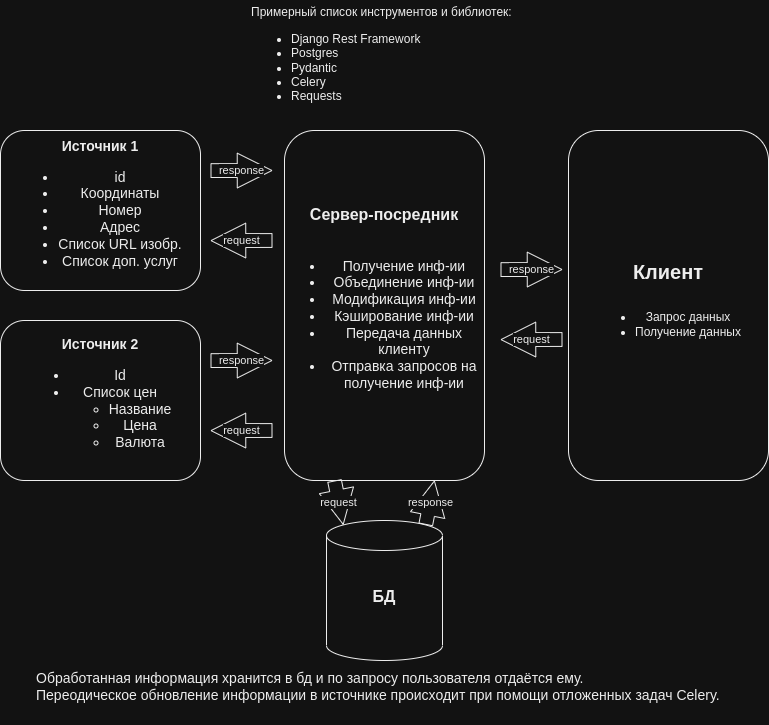 Примерный список инструментов и библиотек:
Django Rest Framework
Postgres
Pydantic
Celery
Requests
Источник 1
id
Координаты
Номер
Адрес
Список URL изобр.
Список доп. услуг
response
request
Источник 2
Id
Список цен
Название
Цена
Валюта
response
request
Сервер-посредник
Получение инф-ии
Объединение инф-ии
Модификация инф-ии
Кэширование инф-ии
Передача данных
клиенту
Отправка запросов на
получение инф-ии
response
request
Клиент
Запрос данных
Получение данных
request
response
БД
Обработанная информация хранится в бд и по запросу пользователя отдаётся ему.
Переодическое обновление информации в источнике происходит при помощи отложенных задач Celery.